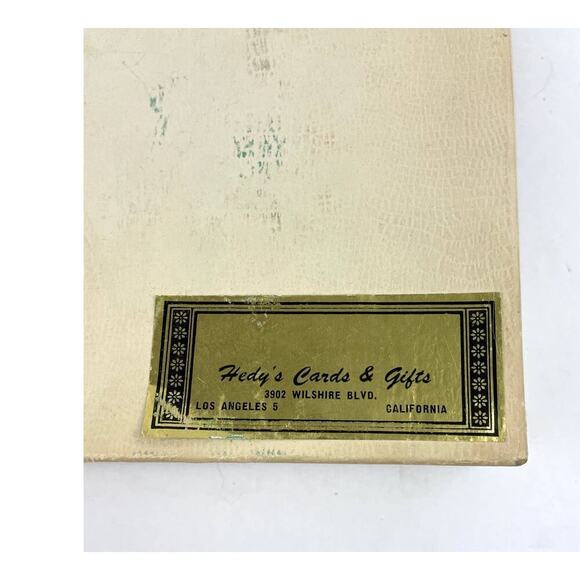 Hedy's Cards & Gifts
3902 WILSHIRE BLVD.
LOS ANGELES 5 CALIFORNIA